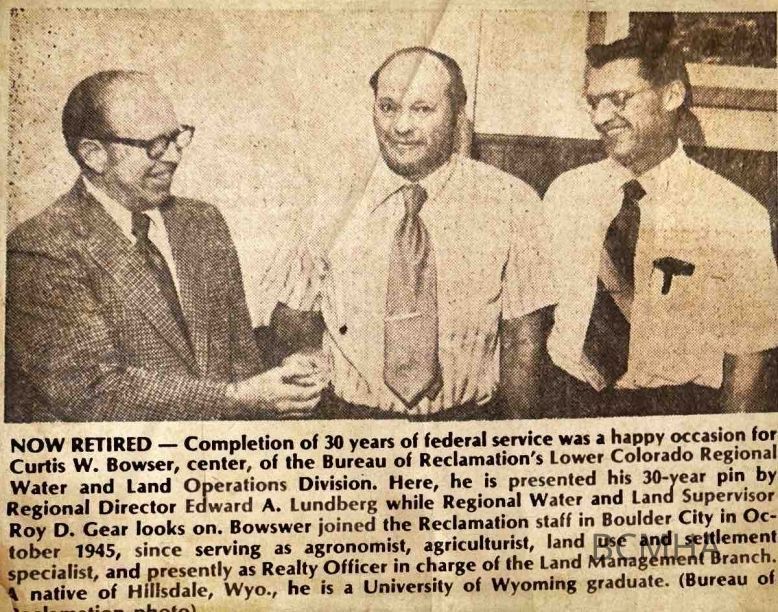 NOW RETIRED — Completion of 30 years of federal service was a happy occasion for
Curtis W. Bowser, center, of the Bureau of Reclamation's Lower Colorado Regional
Water and Land Operations Division. Here, he is presented his 30-year pin by
Regional Director Edward A. Lundberg while Regional Water and Land Supervisor
Roy D. Gear looks on. Bowswer joined the Reclamation staff in Boulder City in Oc-
tober 1945, since serving as agronomist, agriculturist, land use and settlement
specialist, and presently as Realty Officer in charge of the Land Management Branch.
A native of Hillsdale, Wyo., he is a University of Wyoming graduate. (Bureau of
Reclamation photo)
BCMHA